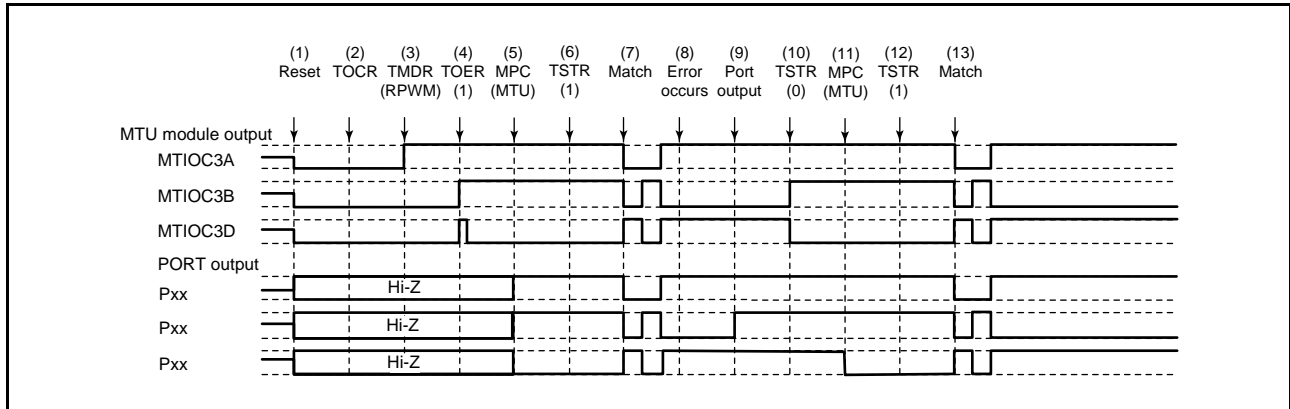 (1) (2) (3) (4) (5) (6) (7) (8) (9) (10) (11) (12) (13)
Reset TOCR TMDR TOER MPC TSTR Match Error Port TSTR MPC TSTR Match
(RPWM) (1) (MTU) (1) occurs output (0) (MTU) (1)
MTU module output
MTIOC3A
MTIOC3B
MTIOC3D
PORT output
Pxx Hi-Z
Pxx Hi-Z
Pxx Hi-Z